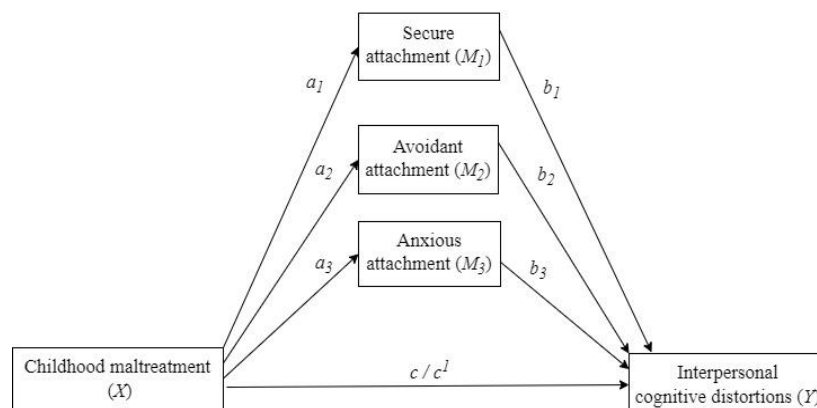 Secure
attachment (M1)
a1
b1
Avoidant
attachment (M2)
a2
b2
Anxious
attachment (M3)
a3
b3
Childhood maltreatment
(X)
c / c1
Interpersonal
cognitive distortions (Y)